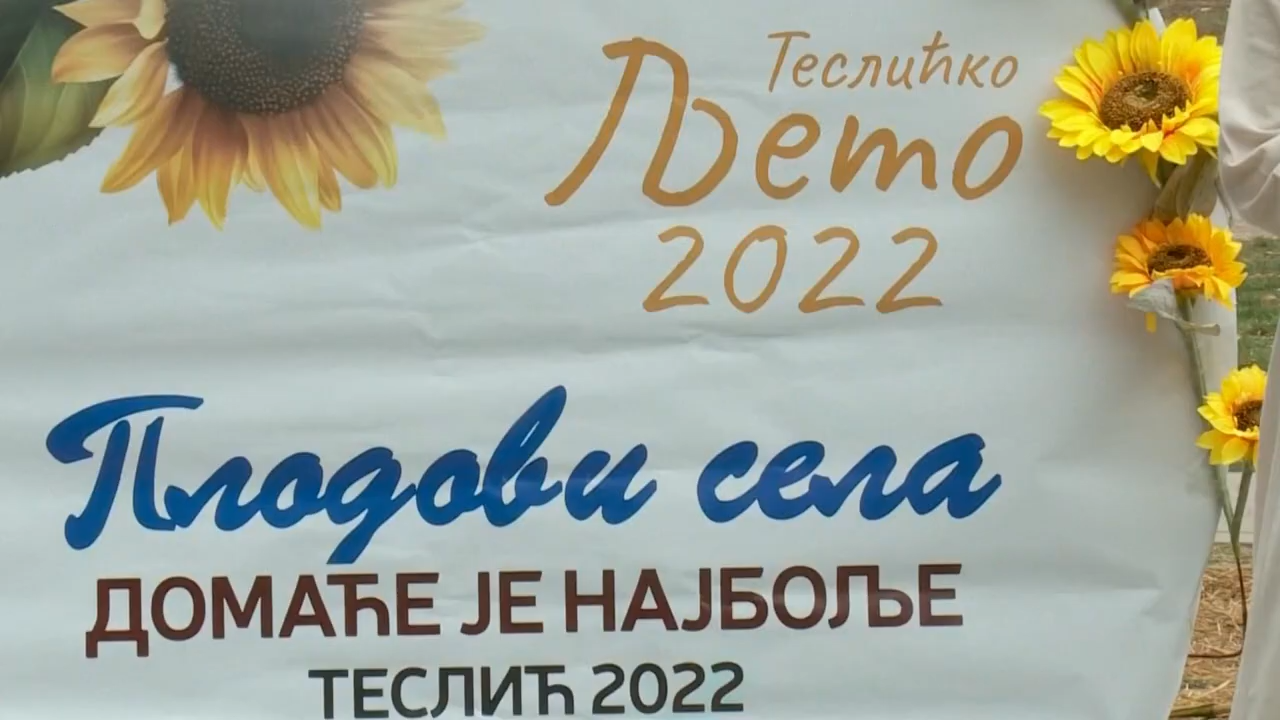 Теслићко
Љето
2022
Плодови села
ДОМАЋЕ ЈЕ НАЈБОЉЕ
ТЕСЛИЋ 2022